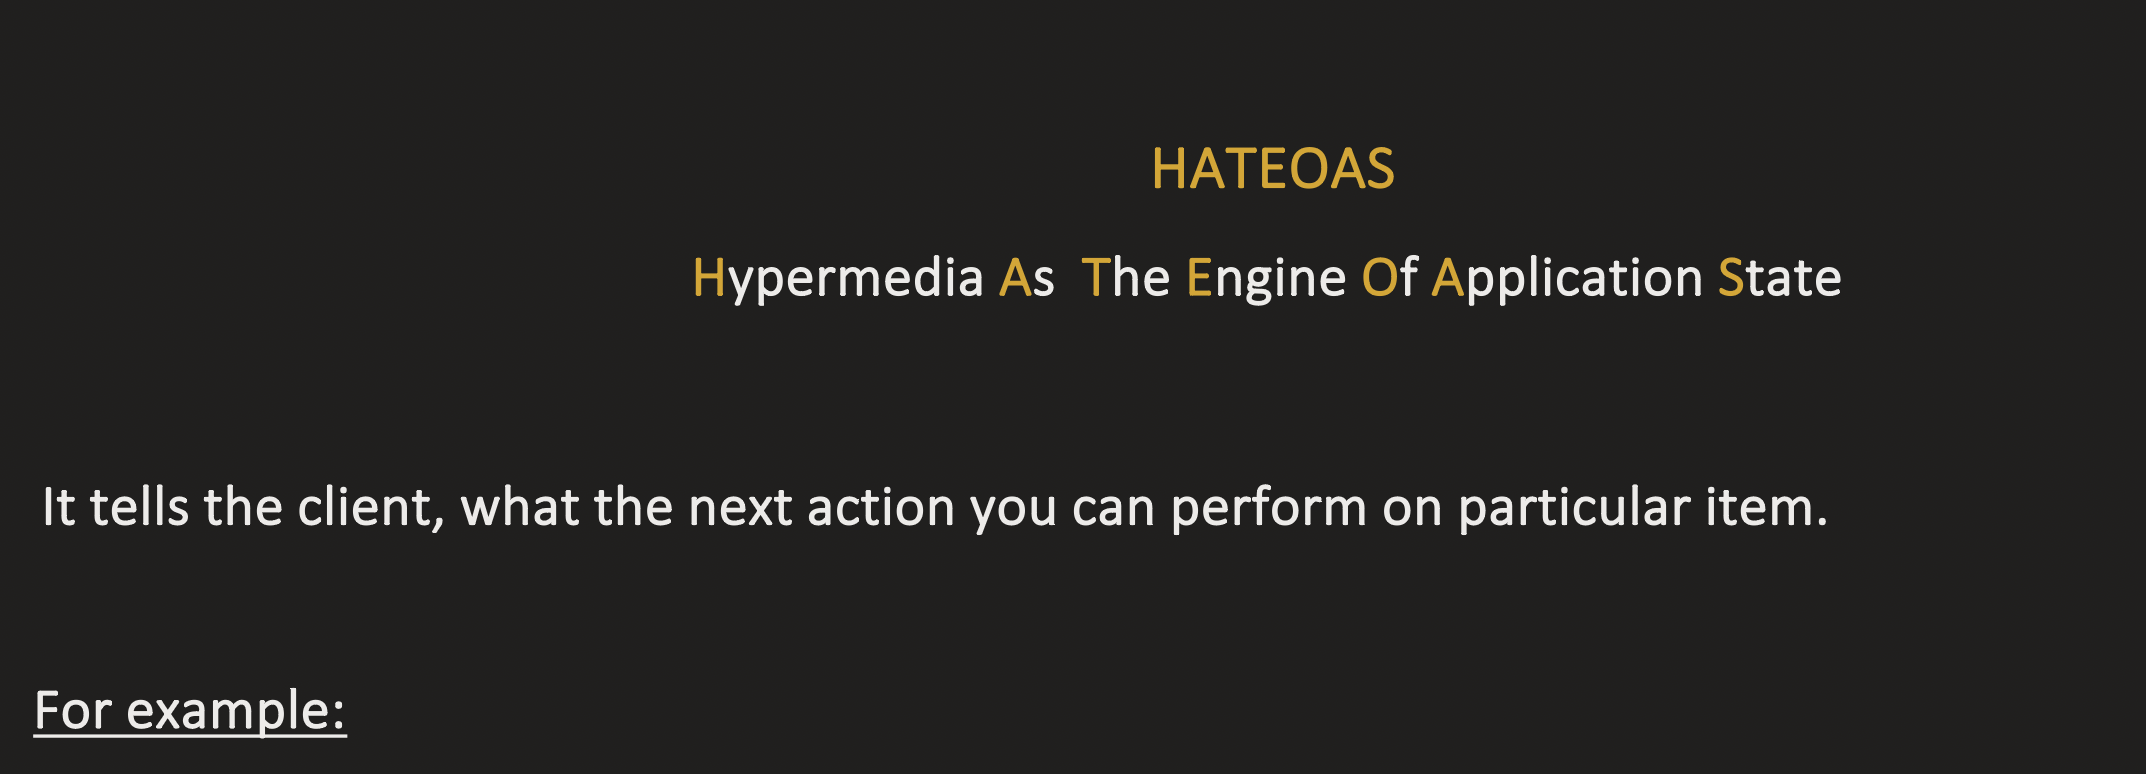 HATEOAS
Hypermedia As The Engine Of Application State
It tells the client, what the next action you can perform on particular item.
For example: